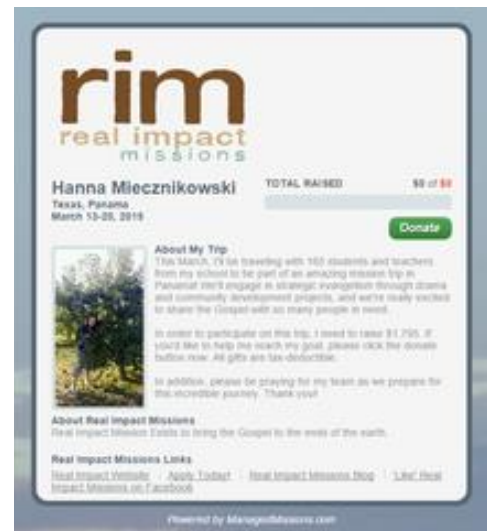 rim
real impact
missions
Hanna Miecznikowski
TOTAL RAISED
$0 of $0
Texas, Panama
March 13-20, 2015
Donate
About My Trip
This March, I'll be traveling with 160 students and teachers
from my school to be part of an amazing mission trip in
Panama! We'll engage in strategic evangelism through drama
and community development projects, and we're really excited
to share the Gospel with so many people in need.
In order to participate on this trip, I need to raise $1,795. If
you'd like to help me reach my goal, please click the donate
button now. All gifts are tax-deductible.
In addition, please be praying for my team as we prepare for
this incredible journey. Thank you!
About Real Impact Missions
Real Impact Mission Exists to bring the Gospel to the ends of the earth.
Real Impact Missions Links
Real Impact Website | Apply Today! | Real Impact Missions Blog | 'Like' Real
Impact Missions on Facebook
Powered by ManagedMissions.com